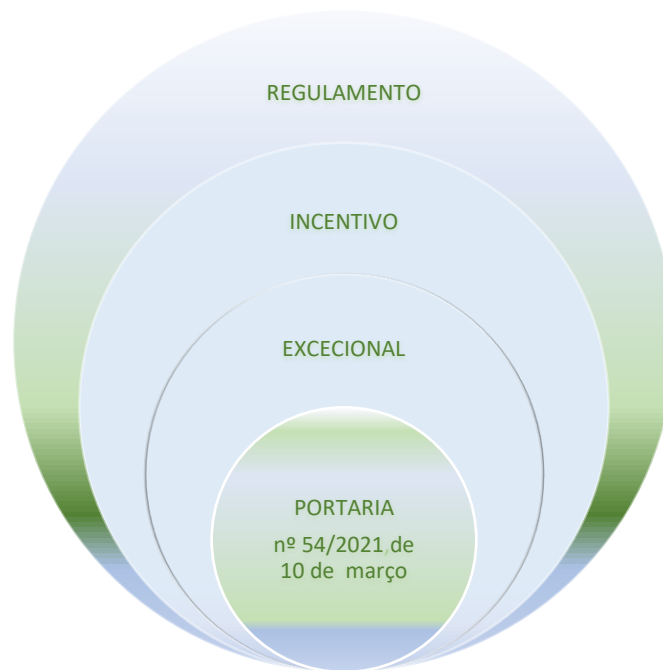 REGULAMENTO
INCENTIVO
EXCECIONAL
PORTARIA
nº 54/2021,de
10 de março